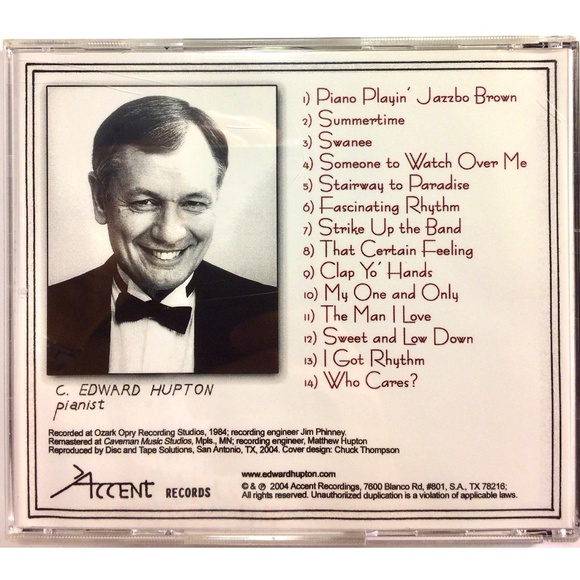 1) Piano Playin' Jazzbo Brown
2) Summertime
3) Swanee
4) Someone to Watch Over Me
5) Stairway to Paradise
6) Fascinating Rhythm
7) Strike Up the Band
8) That Certain Feeling
9) Clap Yo' Hands
10) My One and Only
11) The Man I Love
12) Sweet and Low Down
13) I Got Rhythm
14) Who Cares?
C. EDWARD HUPTON
pianist
Recorded at Ozark Opry Recording Studios, 1984; recording engineer Jim Phinney.
Remastered at Caveman Music Studios, Mpls., MN; recording engineer, Matthew Hupton
Reproduced by Disc and Tape Solutions, San Antonio, TX, 2004. Cover design: Chuck Thompson
ACCENT RECORDS
www.edwardhupton.com
© & ℗ 2004 Accent Recordings, 7600 Blanco Rd, #801, S.A., TX 78216;
All rights reserved. Unauthorized duplication is a violation of applicable laws.